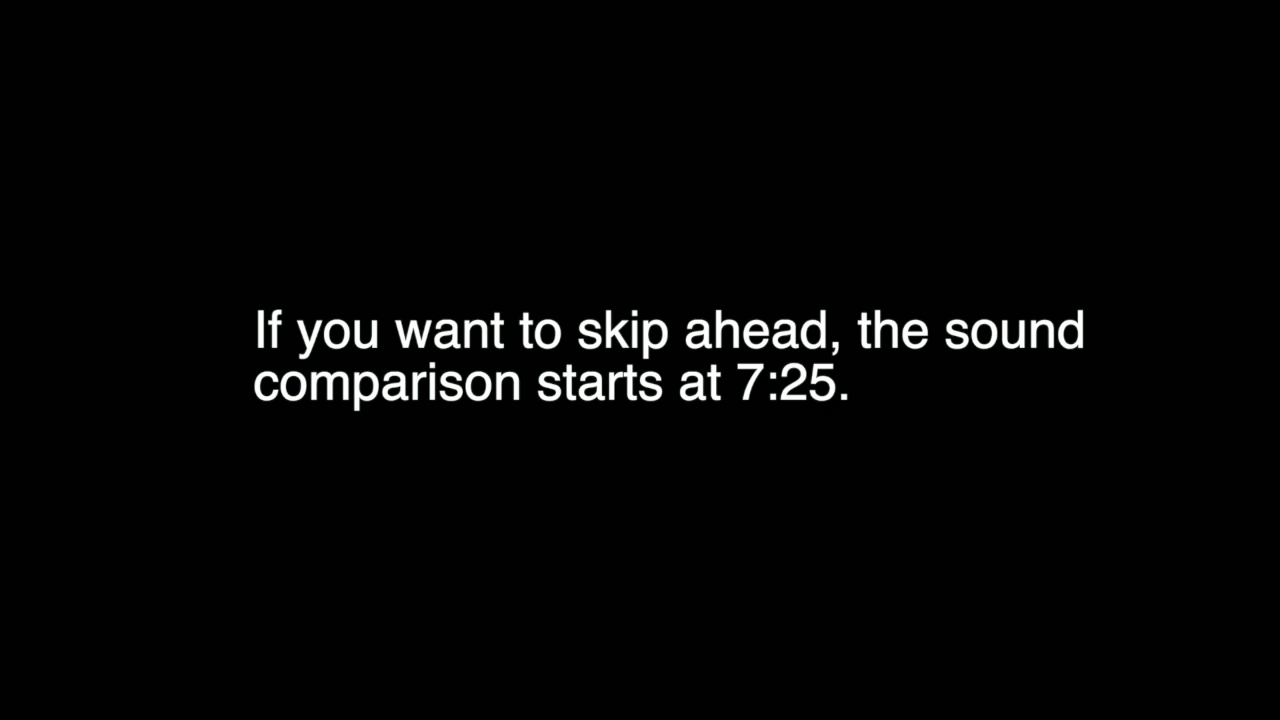 If you want to skip ahead, the sound
comparison starts at 7:25.